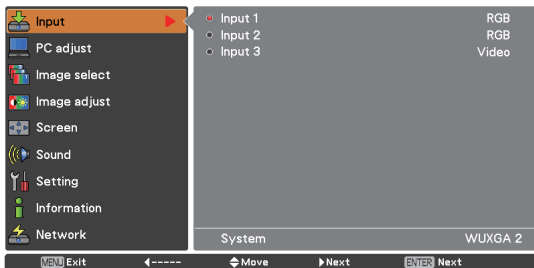 Input
PC adjust
Image select
Image adjust
Screen
Sound
Setting
Information
Network
Input 1 RGB
Input 2 RGB
Input 3 Video
System WUXGA 2
MENU Exit ◀----- Move Next ENTER Next